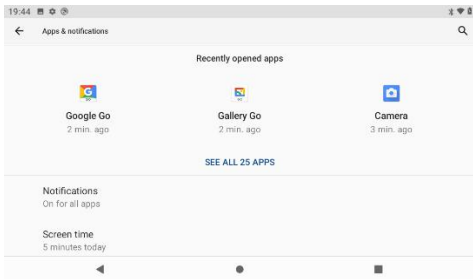 19:44
Apps & notifications
Recently opened apps
Google Go
Gallery Go
Camera
2 min. ago
2 min. ago
3 min. ago
SEE ALL 25 APPS
Notifications
On for all apps
Screen time
5 minutes today